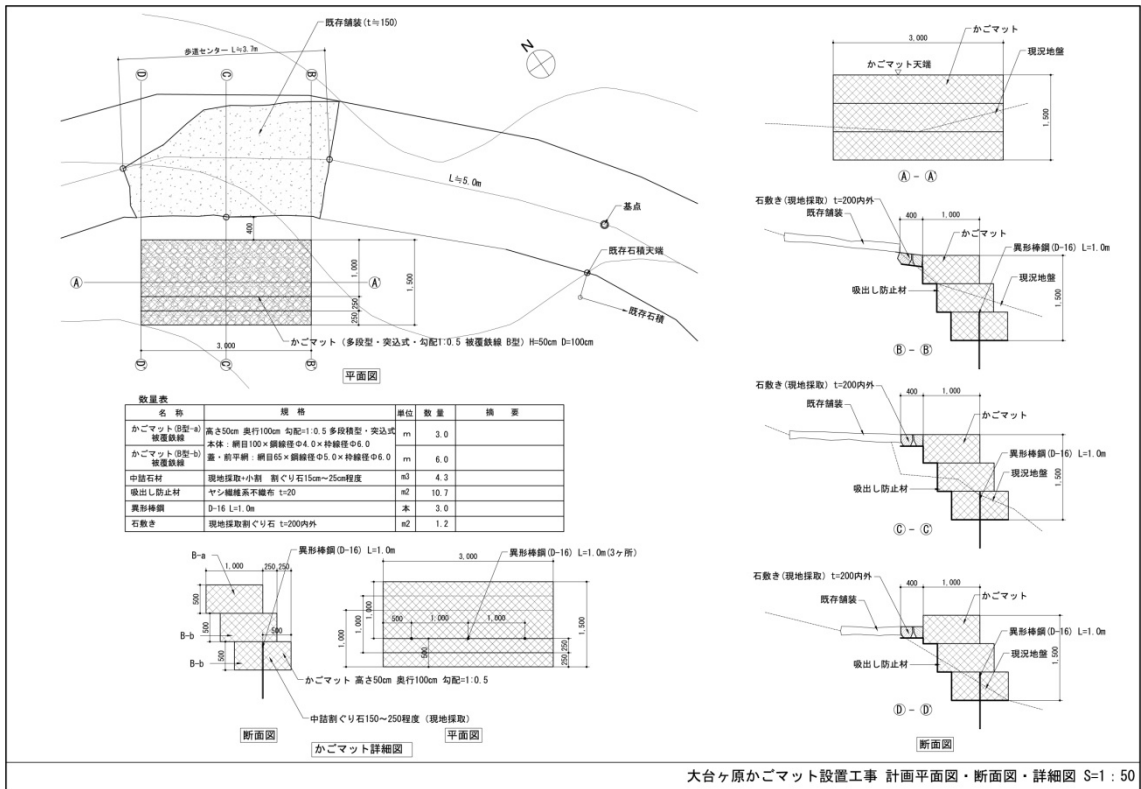 既存舗装(t≒150)
歩道センター L≒3.7m
N
D
C
B
L≒5.0m
400
基点
既存石積天端
A
A'
1,000
1,500
250
250
既存石積
かごマット (多段型・突込式・勾配1:0.5 被覆鉄線 B型) H=50cm D=100cm
3,000
D'
C'
B'
平面図
数量表
名 称 規 格 単位 数 量 摘 要
かごマット(B型-a) 被覆鉄線 m 3.0
高さ50cm 奥行100cm 勾配=1:0.5 多段積型・突込式
本体:網目100×鋼線径Φ4.0×枠線径Φ6.0
蓋・前平網:網目65×鋼線径Φ5.0×枠線径Φ6.0
かごマット(B型-b) 被覆鉄線 m 6.0
中詰石材 現地採取+小割 割ぐり石15cm~25cm程度 m3 4.3
吸出し防止材 ヤシ繊維系不織布 t=20 m2 10.7
異形棒鋼 D-16 L=1.0m 本 3.0
石敷き 現地採取割ぐり石 t=200内外 m2 1.2
B-a
異形棒鋼(D-16) L=1.0m
1,000
250
250
500
500
500
500
B-b
B-b
かごマット 高さ50cm 奥行100cm 勾配=1:0.5
中詰割ぐり石150~250程度 (現地採取)
断面図
3,000
異形棒鋼(D-16) L=1.0m(3ヶ所)
1,000
1,000
1,000
500
1,000
1,000
500
250
250
1,500
平面図
かごマット詳細図
3,000
かごマット
かごマット天端
現況地盤
1,500
A - A'
石敷き(現地採取) t=200内外
既存舗装
400
1,000
かごマット
異形棒鋼(D-16) L=1.0m
現況地盤
吸出し防止材
1,500
B - B'
石敷き(現地採取) t=200内外
400
1,000
既存舗装
かごマット
異形棒鋼(D-16) L=1.0m
現況地盤
吸出し防止材
1,500
C - C'
石敷き(現地採取) t=200内外
400
1,000
既存舗装
かごマット
異形棒鋼(D-16) L=1.0m
現況地盤
吸出し防止材
1,500
D - D'
断面図
大台ヶ原かごマット設置工事 計画平面図・断面図・詳細図 S=1:50